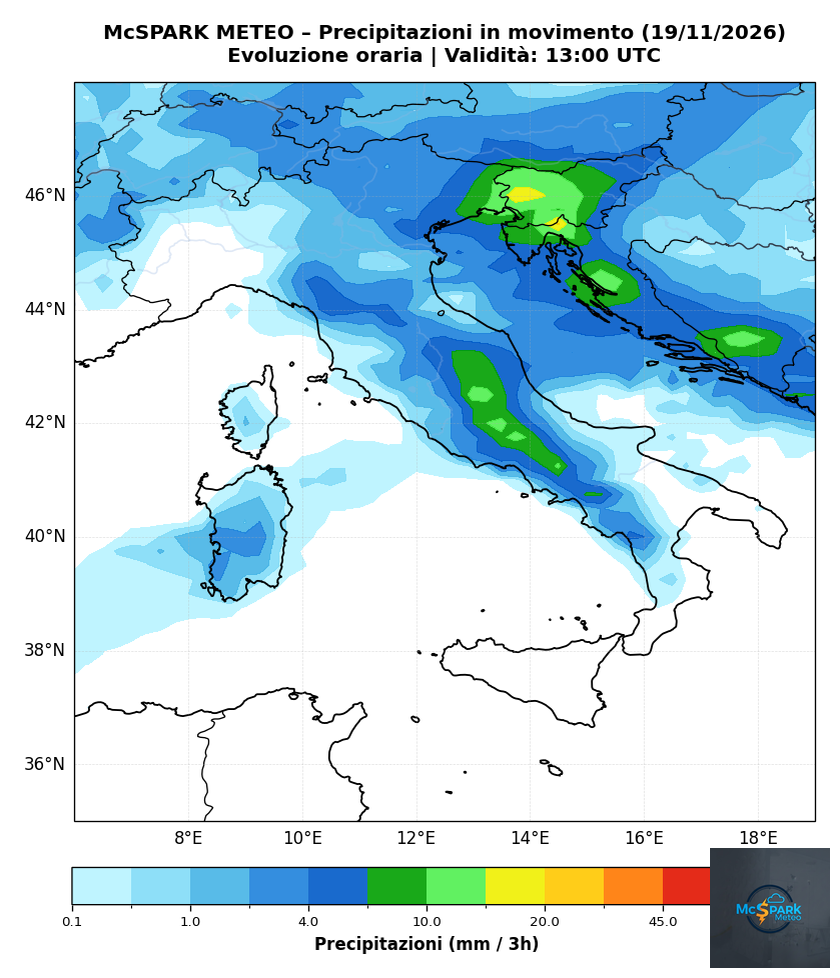 McSPARK METEO – Precipitazioni in movimento (19/11/2026)
Evoluzione oraria | Validità: 13:00 UTC
46°N
44°N
42°N
40°N
38°N
36°N
8°E 10°E 12°E 14°E 16°E 18°E
0.1 1.0 4.0 10.0 20.0 45.0
Precipitazioni (mm / 3h)
McSPARK
Meteo